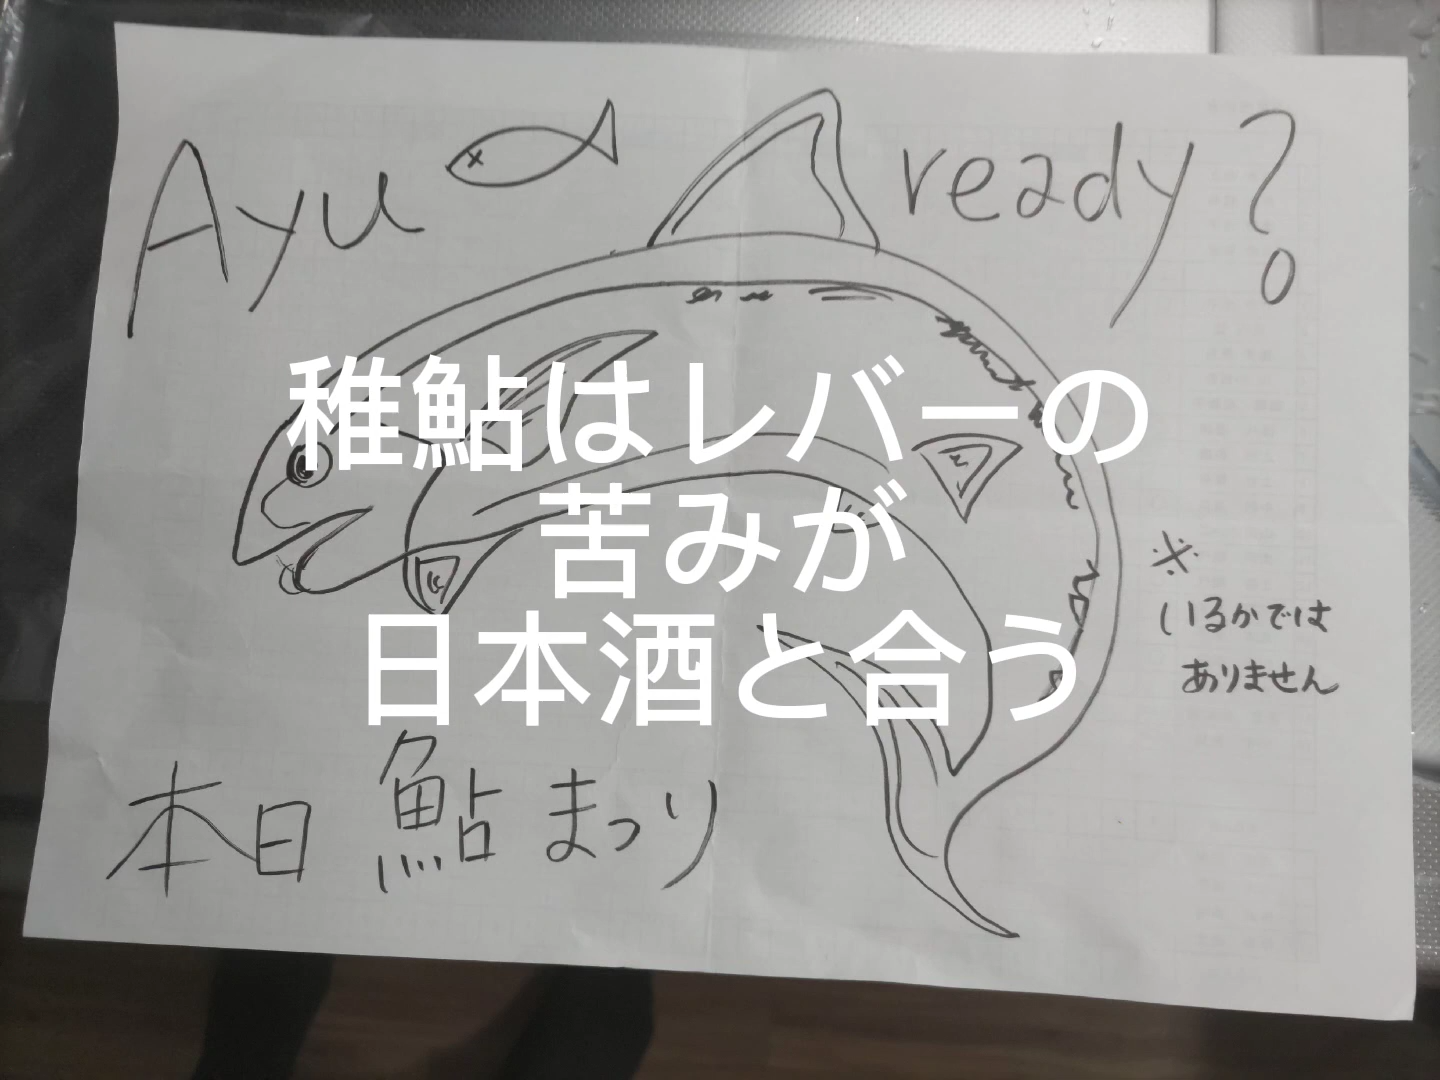 Ayu ready?
稚鮎はレバーの
苦みが
日本酒と合う
※
いるかでは
ありません
本日 鮎まつり